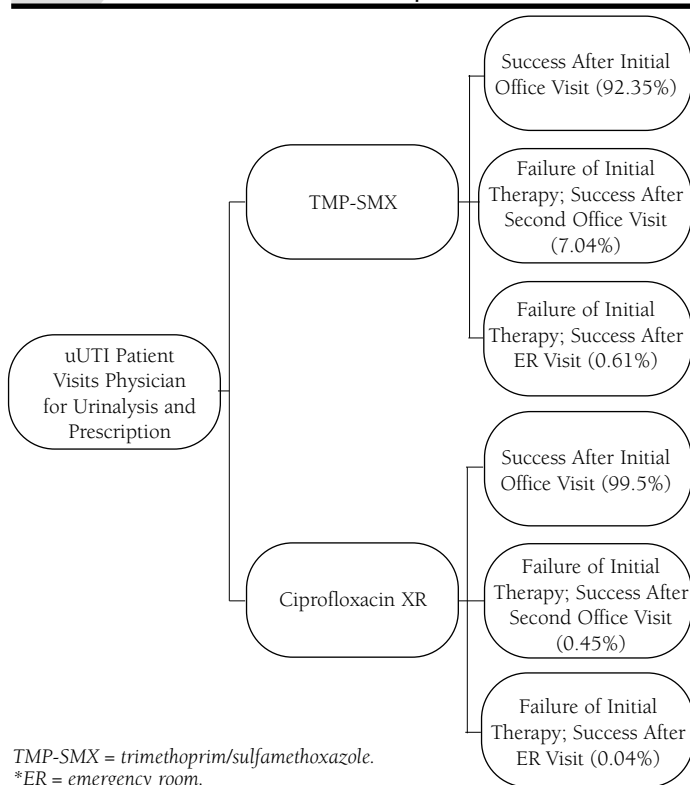 Success After Initial
Office Visit (92.35%)
TMP-SMX
Failure of Initial
Therapy; Success After
Second Office Visit
(7.04%)
Failure of Initial
Therapy; Success After
ER Visit (0.61%)
uUTI Patient
Visits Physician
for Urinalysis and
Prescription
Success After Initial
Office Visit (99.5%)
Ciprofloxacin XR
Failure of Initial
Therapy; Success After
Second Office Visit
(0.45%)
Failure of Initial
Therapy; Success After
ER Visit (0.04%)
TMP-SMX = trimethoprim/sulfamethoxazole.
*ER = emergency room.